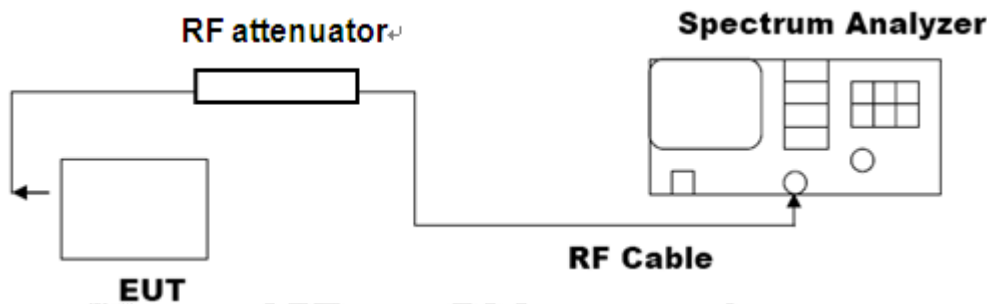 RF attenuator↵
Spectrum Analyzer
RF Cable
EUT